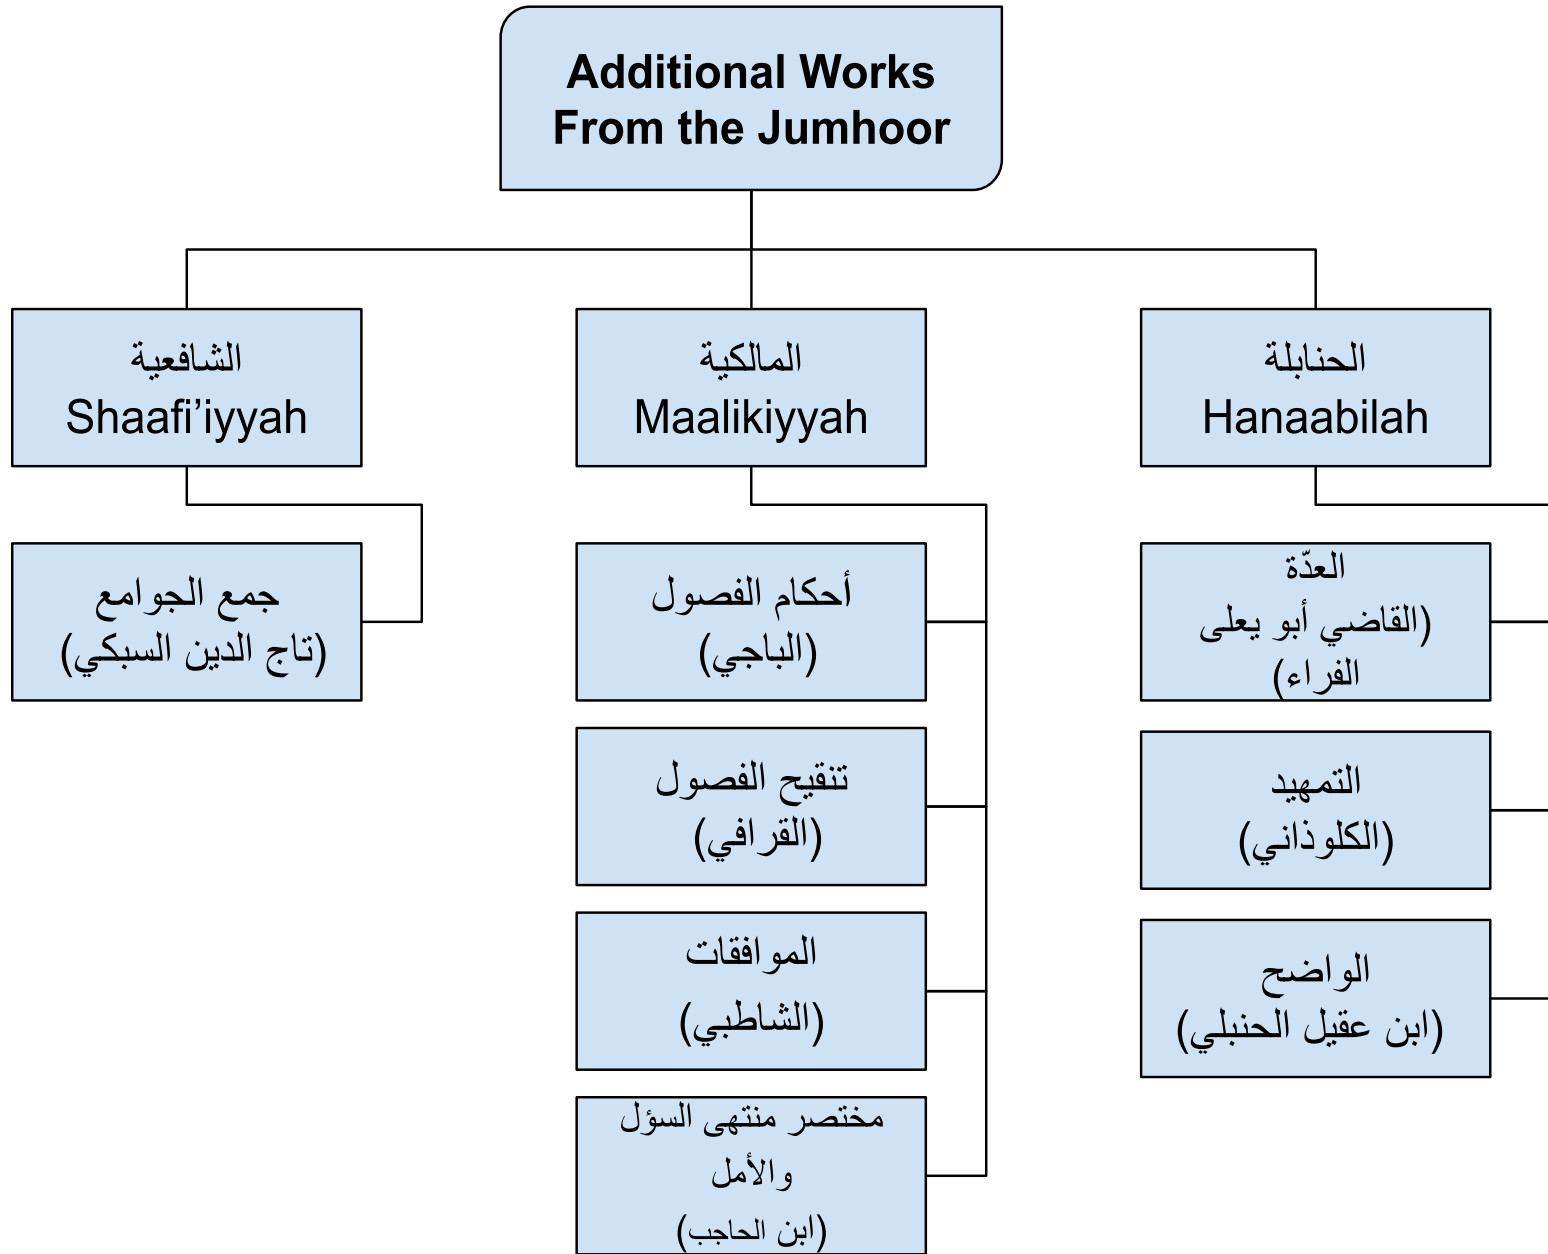 Additional Works
From the Jumhoor
الشافعية
Shaafi’iyyah
جمع الجوامع
(تاج الدين السبكي)
المالكية
Maalikiyyah
أحكام الفصول
(الباجي)
تنقيح الفصول
(القرافي)
الموافقات
(الشاطبي)
مختصر منتهى السؤل
والأمل
(ابن الحاجب)
الحنابلة
Hanaabilah
العدّة
(القاضي أبو يعلى
الفراء)
التمهيد
(الكلوذاني)
الواضح
(ابن عقيل الحنبلي)